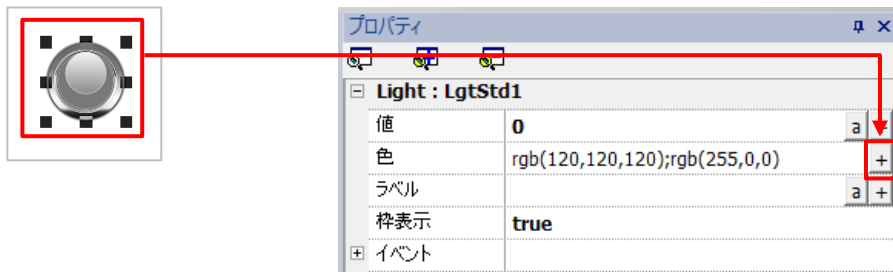 プロパティ
Light : LgtStd1
値 0 a
色 rgb(120,120,120);rgb(255,0,0) +
ラベル a +
枠表示 true
イベント